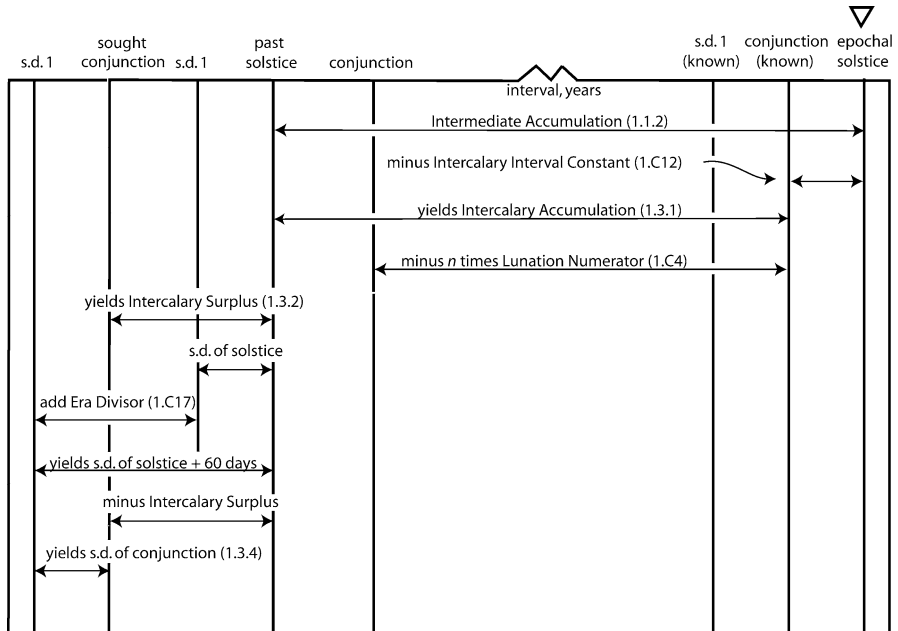 s.d. 1
sought
conjunction
s.d. 1
past
solstice
conjunction
s.d. 1
(known)
conjunction
(known)
epochal
solstice
interval, years
Intermediate Accumulation (1.1.2)
minus Intercalary Interval Constant (1.C12)
yields Intercalary Accumulation (1.3.1)
minus n times Lunation Numerator (1.C4)
yields Intercalary Surplus (1.3.2)
s.d. of solstice
add Era Divisor (1.C17)
yields s.d. of solstice + 60 days
minus Intercalary Surplus
yields s.d. of conjunction (1.3.4)